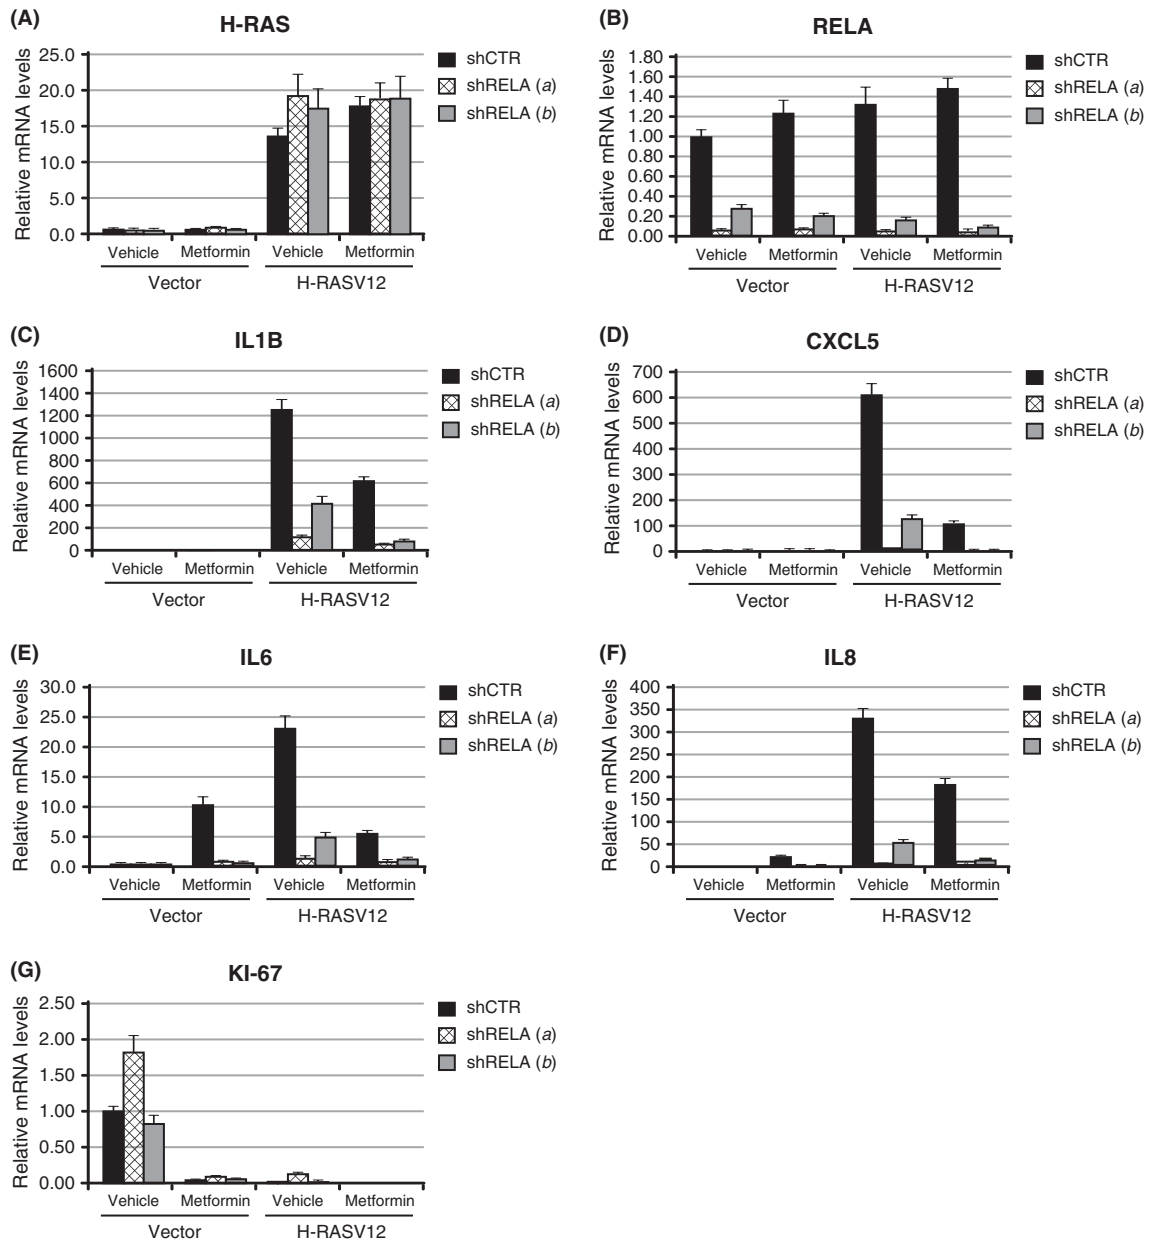 (A)
H-RAS
Relative mRNA levels
25.0
20.0
15.0
10.0
5.0
0.0
Vehicle Metformin Vehicle Metformin
Vector H-RASV12
shCTR
shRELA (a)
shRELA (b)
(B)
RELA
Relative mRNA levels
1.80
1.60
1.40
1.20
1.00
0.80
0.60
0.40
0.20
0.00
Vehicle Metformin Vehicle Metformin
Vector H-RASV12
shCTR
shRELA (a)
shRELA (b)
(C)
IL1B
Relative mRNA levels
1600
1400
1200
1000
800
600
400
200
0
Vehicle Metformin Vehicle Metformin
Vector H-RASV12
shCTR
shRELA (a)
shRELA (b)
(D)
CXCL5
Relative mRNA levels
700
600
500
400
300
200
100
0
Vehicle Metformin Vehicle Metformin
Vector H-RASV12
shCTR
shRELA (a)
shRELA (b)
(E)
IL6
Relative mRNA levels
30.0
25.0
20.0
15.0
10.0
5.0
0.0
Vehicle Metformin Vehicle Metformin
Vector H-RASV12
shCTR
shRELA (a)
shRELA (b)
(F)
IL8
Relative mRNA levels
400
350
300
250
200
150
100
50
0
Vehicle Metformin Vehicle Metformin
Vector H-RASV12
shCTR
shRELA (a)
shRELA (b)
(G)
KI-67
Relative mRNA levels
2.50
2.00
1.50
1.00
0.50
0.00
Vehicle Metformin Vehicle Metformin
Vector H-RASV12
shCTR
shRELA (a)
shRELA (b)